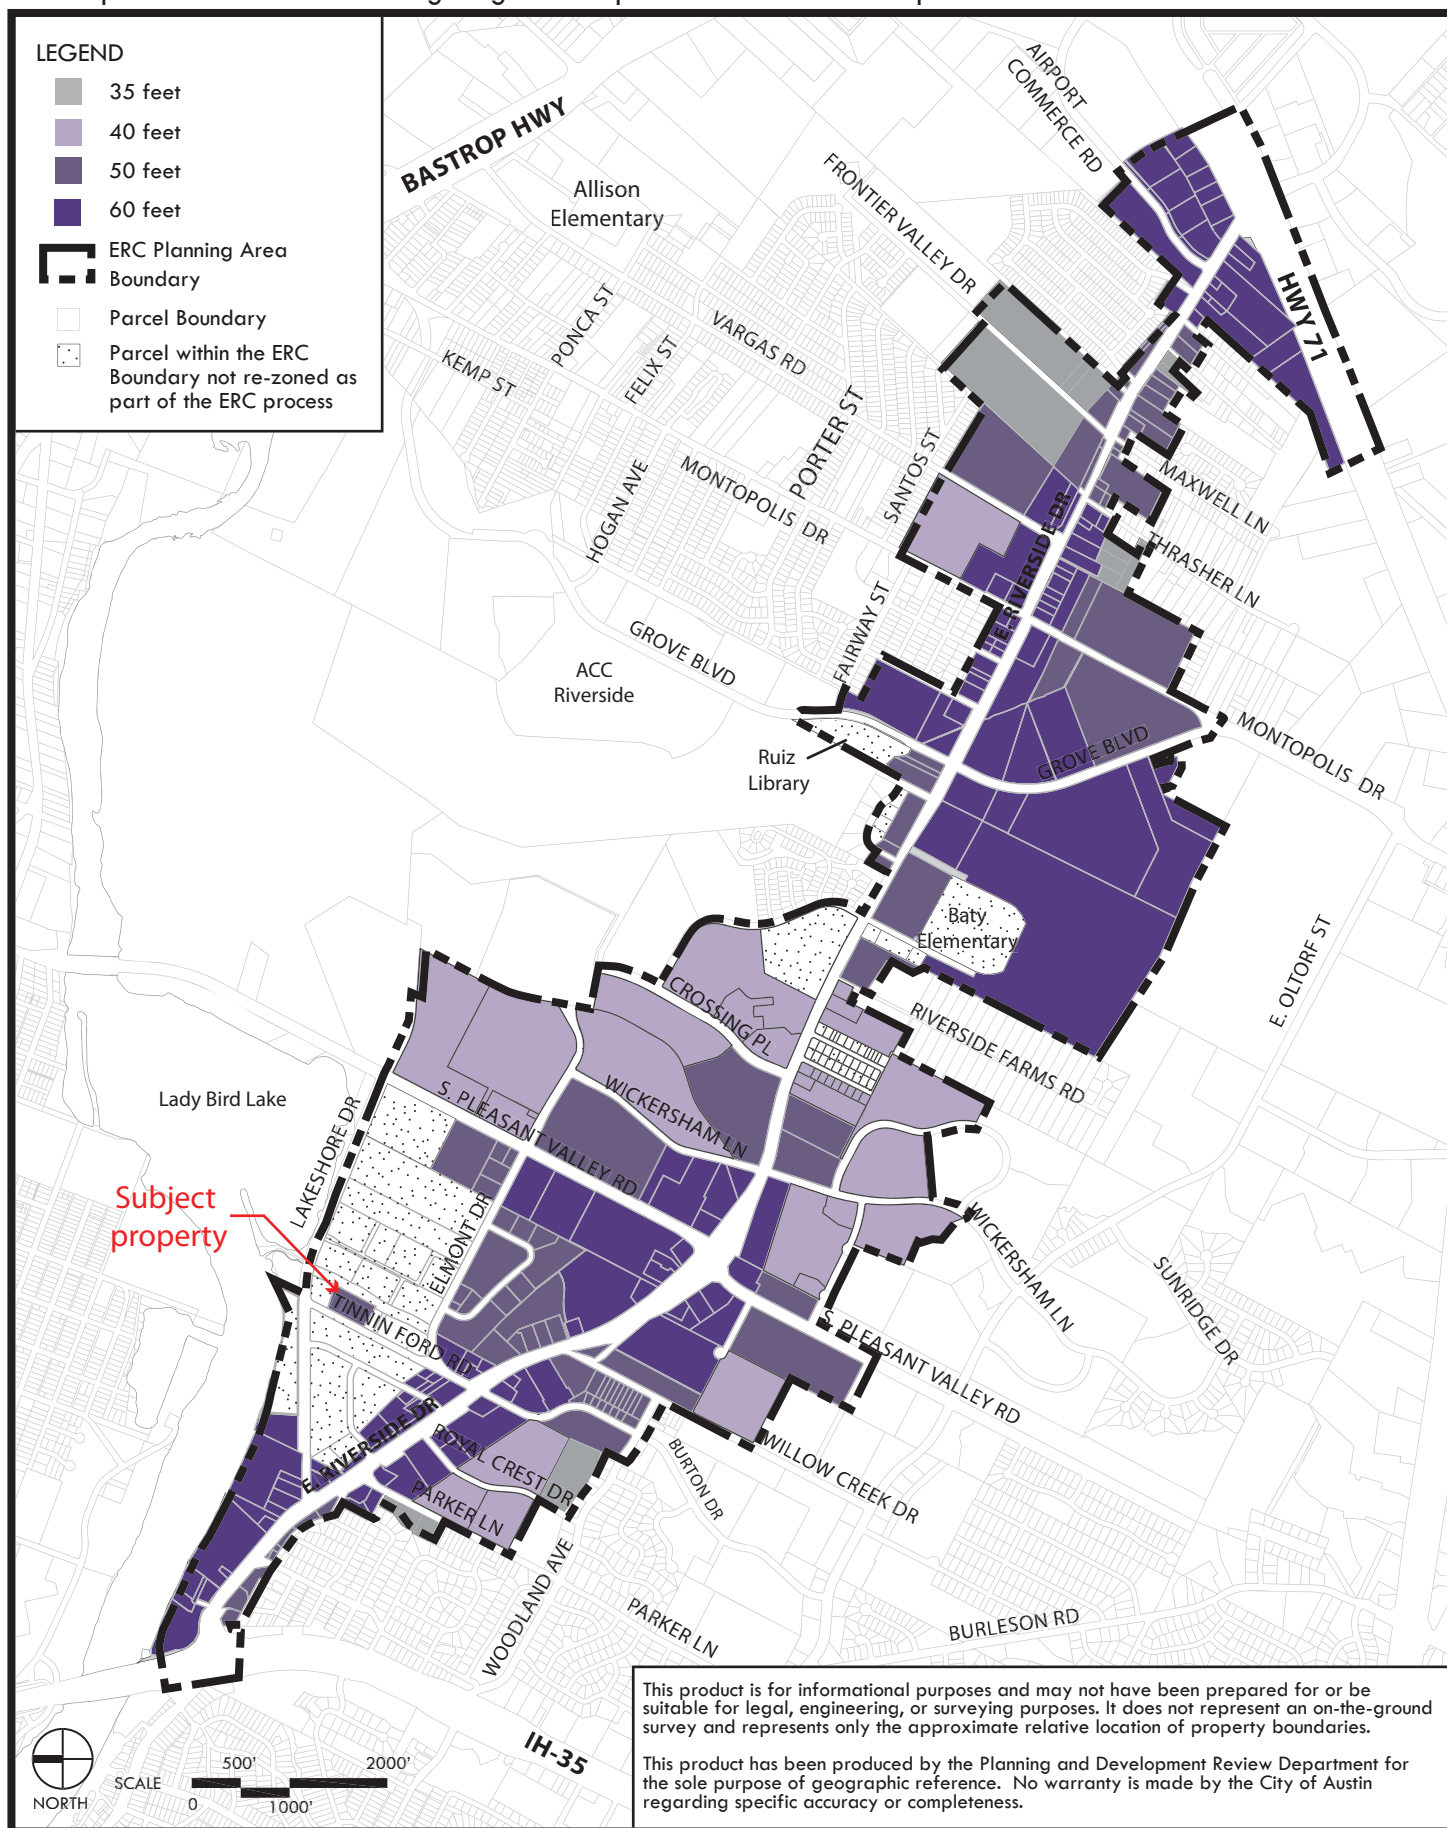 LEGEND
35 feet
40 feet
50 feet
60 feet
ERC Planning Area
Boundary
Parcel Boundary
Parcel within the ERC
Boundary not re-zoned as
part of the ERC process
BASTROP HWY
Allison
Elementary
AIRPORT
COMMERCE RD
FRONTIER VALLEY DR
HWY 71
PONCA ST
VARGAS RD
KEMP ST
FELIX ST
PORTER ST
SANTOS ST
HOGAN AVE
MONTOPOLIS DR
MAXWELL LN
THRASHER LN
E. RIVERSIDE DR
FAIRWAY ST
GROVE BLVD
ACC
Riverside
Ruiz
Library
GROVE BLVD
MONTOPOLIS DR
Baty
Elementary
E. OLTORF ST
CROSSING PL
RIVERSIDE FARMS RD
Lady Bird Lake
LAKESHORE DR
S. PLEASANT VALLEY RD
WICKERSHAM LN
Subject
property
ELMONT DR
WICKERSHAM LN
SUNRIDGE DR
TINNIN FORD RD
S. PLEASANT VALLEY RD
E. RIVERSIDE DR
ROYAL CREST DR
PARKER LN
BURTON DR
WILLOW CREEK DR
WOODLAND AVE
PARKER LN
BURLESON RD
IH-35
NORTH
SCALE
500'
2000'
0
1000'
This product is for informational purposes and may not have been prepared for or be
suitable for legal, engineering, or surveying purposes. It does not represent an on-the-ground
survey and represents only the approximate relative location of property boundaries.
This product has been produced by the Planning and Development Review Department for
the sole purpose of geographic reference. No warranty is made by the City of Austin
regarding specific accuracy or completeness.